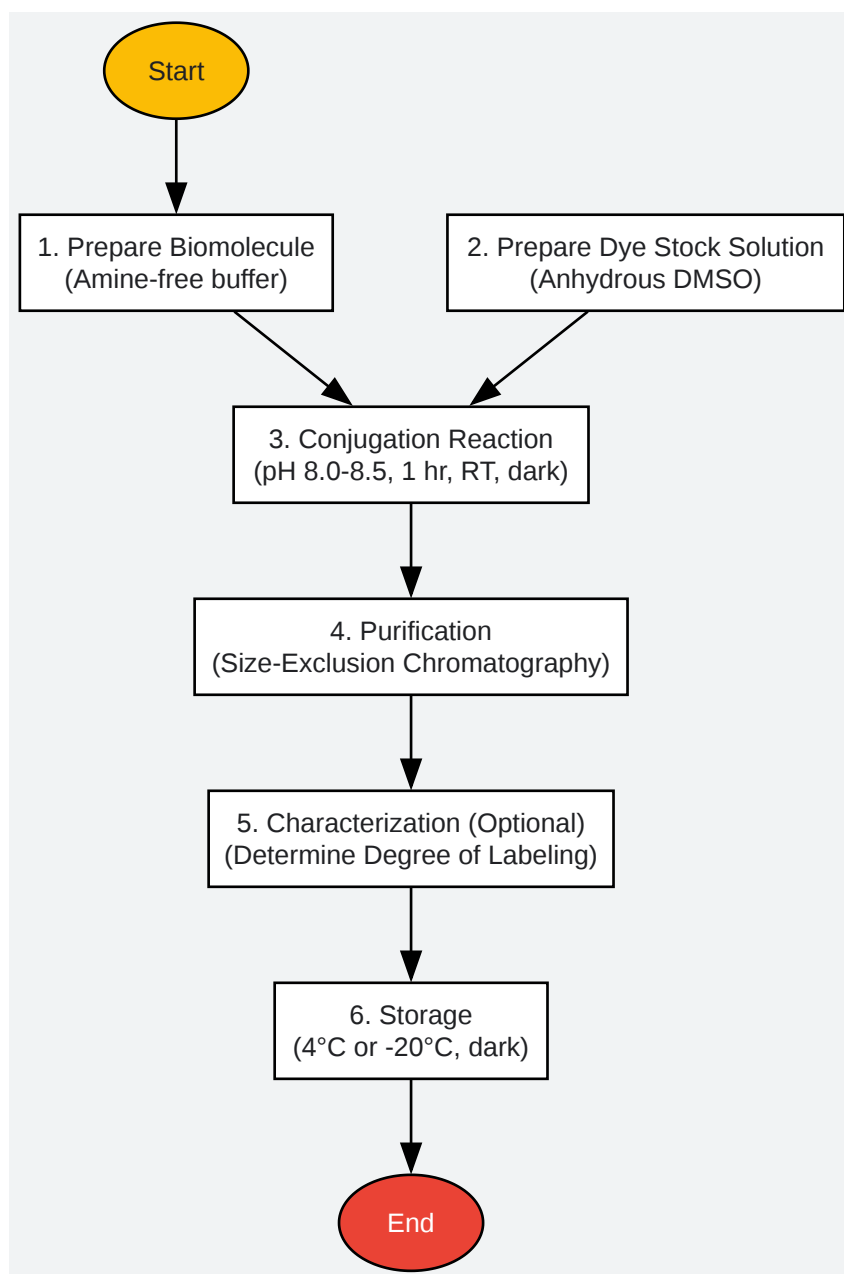 Start
1. Prepare Biomolecule
(Amine-free buffer)
2. Prepare Dye Stock Solution
(Anhydrous DMSO)
3. Conjugation Reaction
(pH 8.0-8.5, 1 hr, RT, dark)
4. Purification
(Size-Exclusion Chromatography)
5. Characterization (Optional)
(Determine Degree of Labeling)
6. Storage
(4°C or -20°C, dark)
End